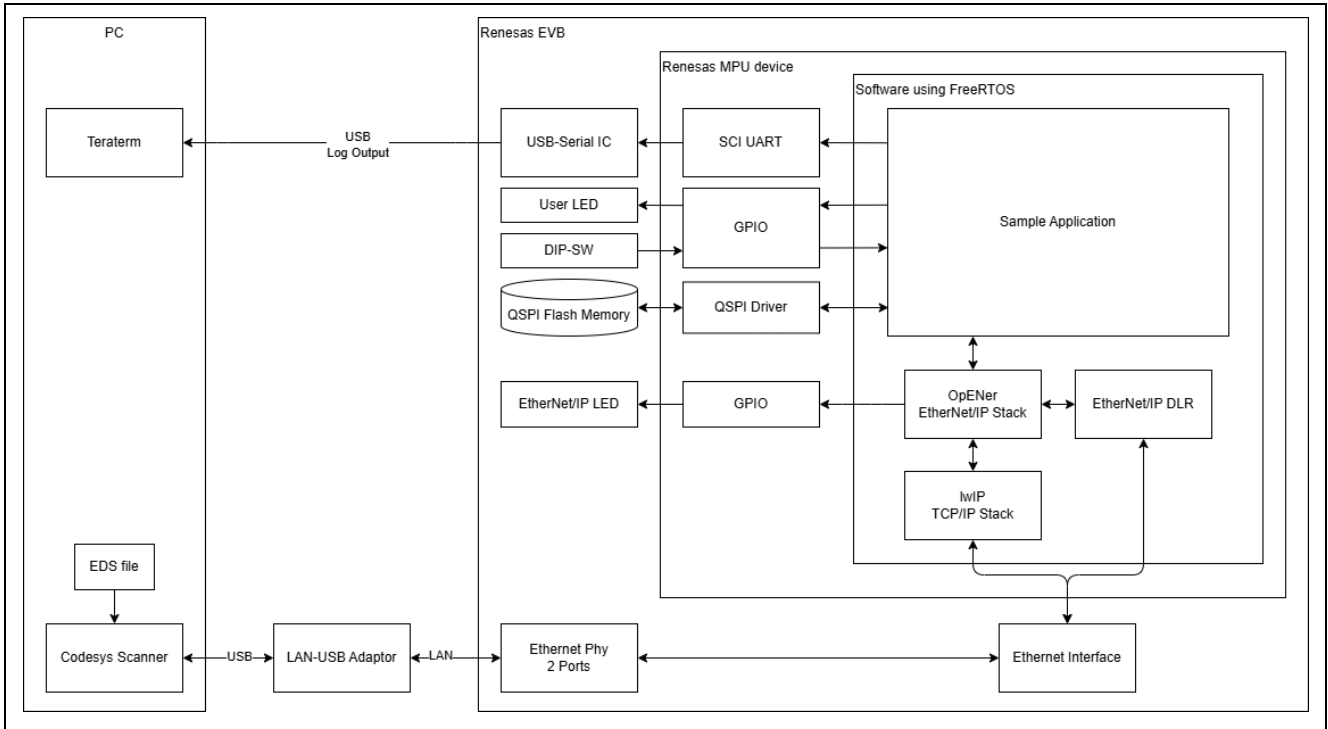 PC
Renesas EVB
Renesas MPU device
Software using FreeRTOS
Teraterm
USB
Log Output
USB-Serial IC
SCI UART
Sample Application
User LED
GPIO
DIP-SW
QSPI Flash Memory
QSPI Driver
EtherNet/IP LED
GPIO
OpENer
EtherNet/IP Stack
EtherNet/IP DLR
lwIP
TCP/IP Stack
EDS file
Codesys Scanner
USB
LAN-USB Adaptor
LAN
Ethernet Phy
2 Ports
Ethernet Interface